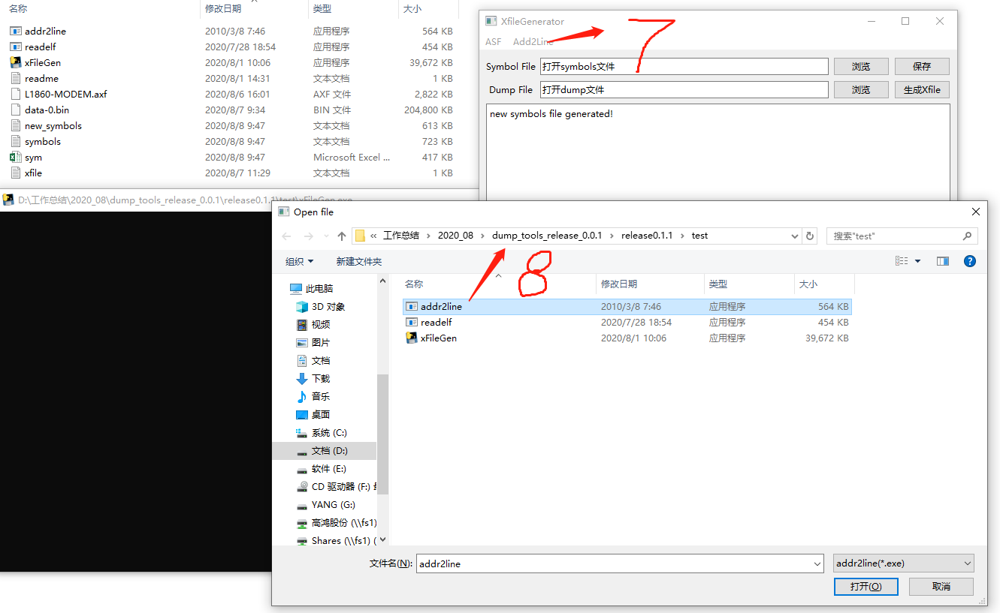 名称 修改日期 类型 大小
addr2line 2010/3/8 7:46 应用程序 564 KB
readelf 2020/7/28 18:54 应用程序 454 KB
xFileGen 2020/8/1 10:06 应用程序 39,672 KB
readme 2020/8/1 14:31 文本文档 1 KB
L1860-MODEM.axf 2020/8/6 16:01 AXF 文件 2,822 KB
data-0.bin 2020/8/7 9:34 BIN 文件 204,800 KB
new_symbols 2020/8/8 9:47 文本文档 613 KB
symbols 2020/8/8 9:47 文本文档 723 KB
sym 2020/8/8 9:47 Microsoft Excel ... 417 KB
xfile 2020/8/7 11:29 文本文档 1 KB
XfileGenerator
ASF Add2Line
7
Symbol File 打开symbols文件 浏览 保存
Dump File 打开dump文件 浏览 生成Xfile
new symbols file generated!
D:\工作总结\2020_08\dump_tools_release_0.0.1\release0.1.1\test\xFileGen.exe
Open file
« 工作总结 › 2020_08 › dump_tools_release_0.0.1 › release0.1.1 › test
搜索"test"
8
组织 新建文件夹
名称 修改日期 类型 大小
addr2line 2010/3/8 7:46 应用程序 564 KB
readelf 2020/7/28 18:54 应用程序 454 KB
xFileGen 2020/8/1 10:06 应用程序 39,672 KB
此电脑
3D 对象
视频
图片
文档
下载
音乐
桌面
系统 (C:)
文档 (D:)
软件 (E:)
CD 驱动器 (F:)
YANG (G:)
高鸿股份 (\\fs1)
Shares (\\fs1) (
文件名(N): addr2line addr2line(*.exe)
打开(O) 取消